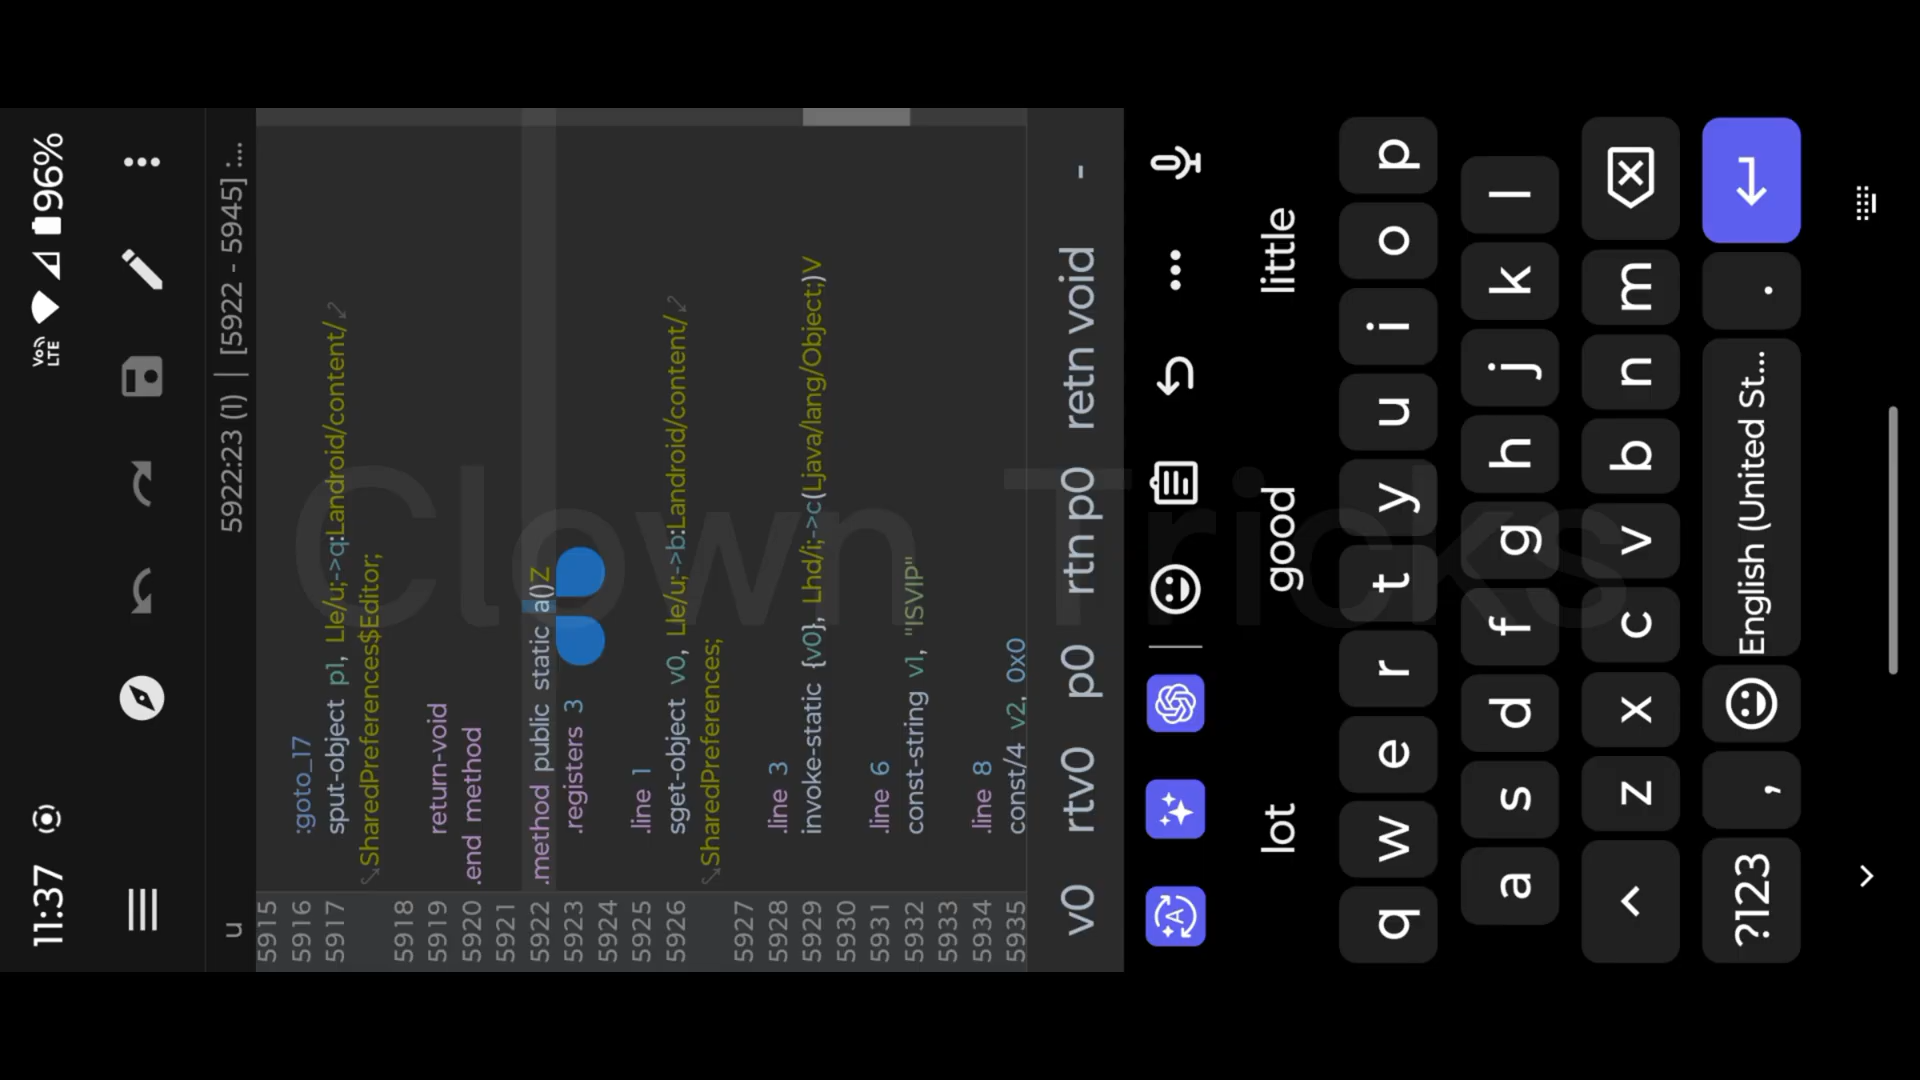 11:37
Vo LTE 96%
u 5922:23 (1) | [5922 - 5945] :...
5915
5916 :goto_17
5917 sput-object p1, Lle/u;->q:Landroid/content/
SharedPreferences$Editor;
5918
5919 return-void
5920 .end method
5921
5922 .method public static a()Z
5923 .registers 3
5924
5925 .line 1
5926 sget-object v0, Lle/u;->b:Landroid/content/
SharedPreferences;
5927
5928 .line 3
5929 invoke-static {v0}, Lhd/i;->c(Ljava/lang/Object;)V
5930
5931 .line 6
5932 const-string v1, "ISVIP"
5933
5934 .line 8
5935 const/4 v2, 0x0
Clown Tricks
v0 rtv0 p0 rtn p0 retn void -
lot good little
q w e r t y u i o p
a s d f g h j k l
z x c v b n m
?123 , English (United St... .